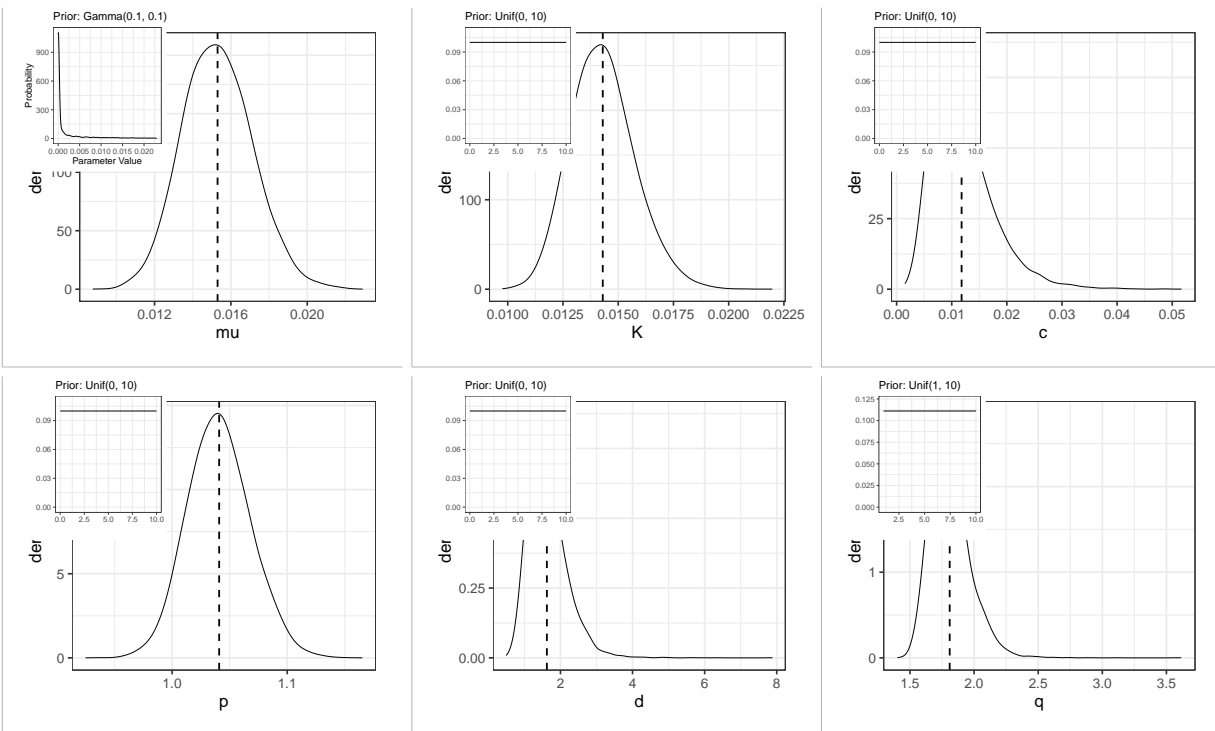 Prior: Gamma(0.1, 0.1)
900
600
300
0
Probability
0.000 0.005 0.010 0.015 0.020
Parameter Value
50
0
der
0.012 0.016 0.020
mu
Prior: Unif(0, 10)
0.09
0.06
0.03
0.00
0.0 2.5 5.0 7.5 10.0
100
0
der
0.0100 0.0125 0.0150 0.0175 0.0200 0.0225
K
Prior: Unif(0, 10)
0.09
0.06
0.03
0.00
0.0 2.5 5.0 7.5 10.0
25
0
der
0.00 0.01 0.02 0.03 0.04 0.05
c
Prior: Unif(0, 10)
0.09
0.06
0.03
0.00
0.0 2.5 5.0 7.5 10.0
5
0
der
1.0 1.1
p
Prior: Unif(0, 10)
0.09
0.06
0.03
0.00
0.0 2.5 5.0 7.5 10.0
0.25
0.00
der
2 4 6 8
d
Prior: Unif(1, 10)
0.125
0.100
0.075
0.050
0.025
0.000
2.5 5.0 7.5 10.0
1
0
der
1.5 2.0 2.5 3.0 3.5
q